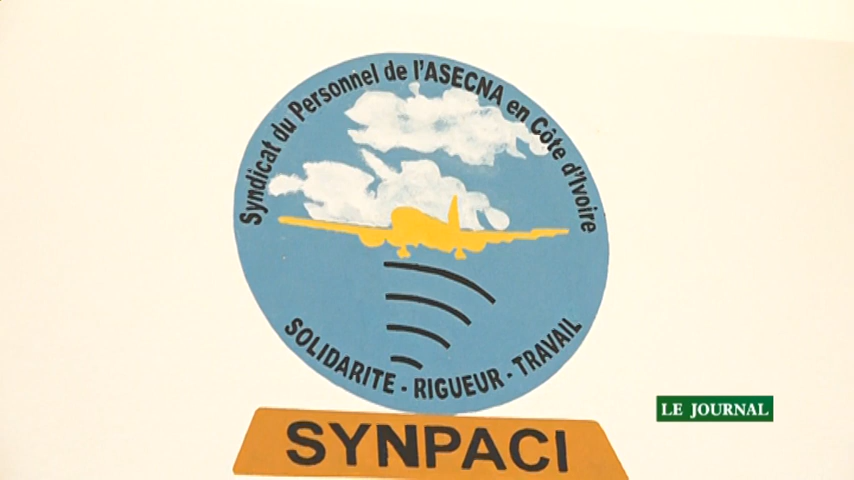 Syndicat du Personnel de l'ASECNA en Côte d'Ivoire
SOLIDARITE - RIGUEUR - TRAVAIL
SYNPACI
LE JOURNAL